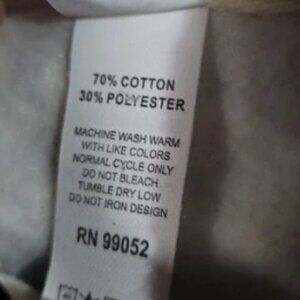 70% COTTON
30% POLYESTER
MACHINE WASH WARM
WITH LIKE COLORS
NORMAL CYCLE ONLY
DO NOT BLEACH
TUMBLE DRY LOW
DO NOT IRON DESIGN
RN 99052